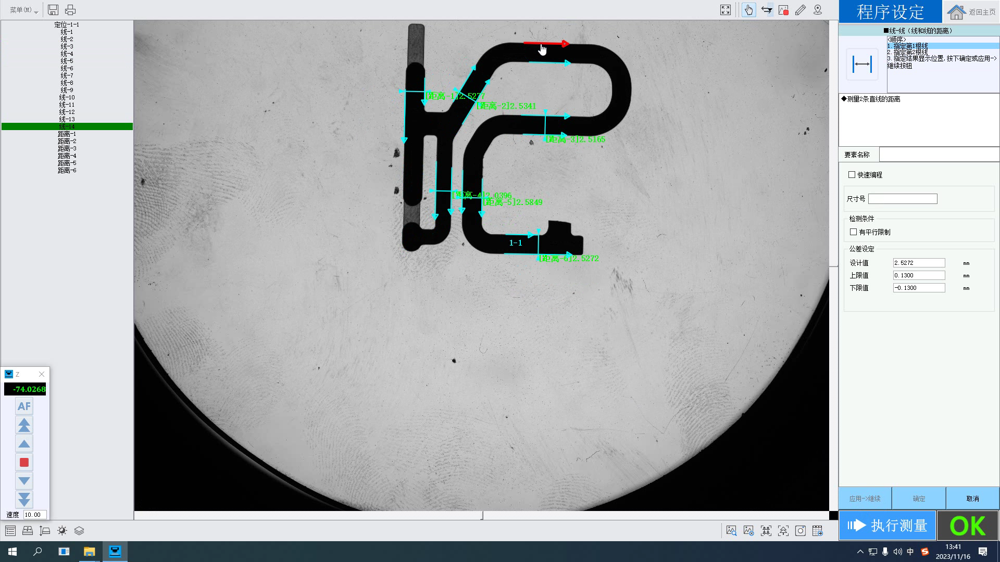 菜单(M)
程序设定
返回主页
定位-1-1
线-1
线-2
线-3
线-4
线-5
线-6
线-7
线-8
线-9
线-10
线-11
线-12
线-13
线-14
距离-1
距离-2
距离-3
距离-4
距离-5
距离-6
[距离-1]2.5277
[距离-2]2.5341
[距离-3]2.5165
[距离-4]2.0396
[距离-5]2.5849
1-1
[距离-6]2.5272
■线-线（线和线的距离）
<顺序>
1.指定第1根线
2.指定第2根线
3.指定结果显示位置,按下确定或应用->
继续按钮
◆测量2条直线的距离
要素名称
快速编程
尺寸号
检测条件
有平行限制
公差设定
设计值 2.5272 mm
上限值 0.1300 mm
下限值 -0.1300 mm
应用->继续 确定 取消
执行测量 OK
Z
-74.0268
AF
速度 10.00
中
13:41
2023/11/16